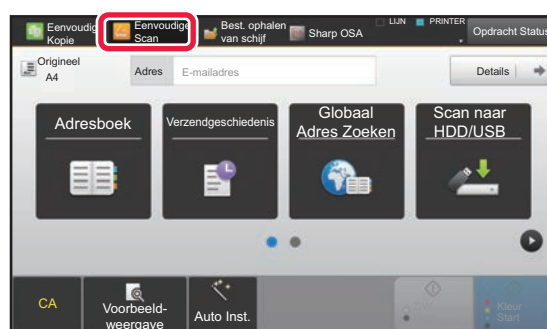 Eenvoudig
Kopie
Eenvoudige
Scan
Best. ophalen
van schijf
Sharp OSA
LIJN
PRINTER
Opdracht Status
Origineel
A4
Adres
E-mailadres
Details
Adresboek
Verzendgeschiedenis
Globaal
Adres Zoeken
Scan naar
HDD/USB
CA
Voorbeeld-
weergave
Auto Inst.
Kleur
Start